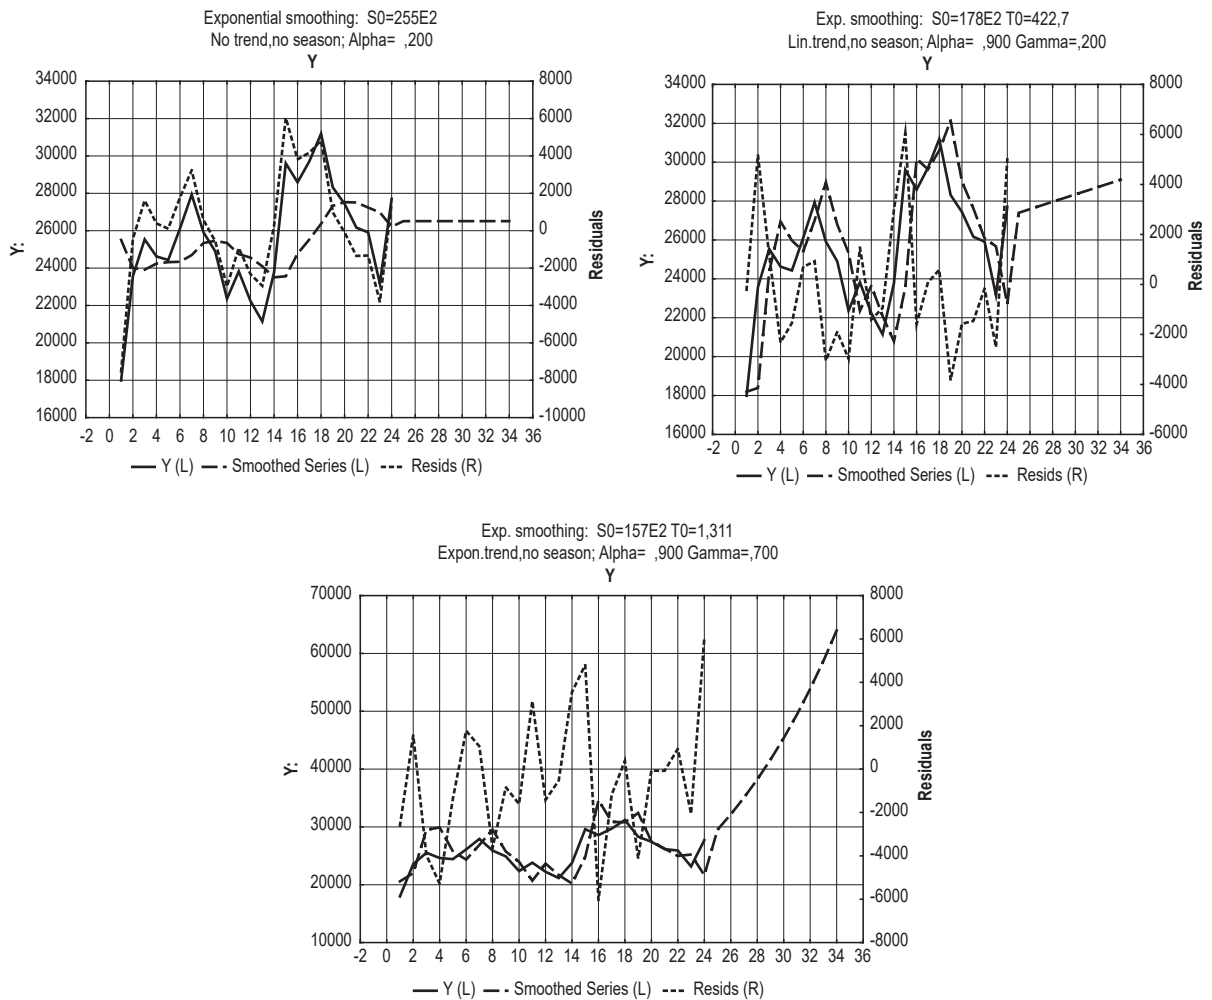 Exponential smoothing: S0=255E2
No trend,no season; Alpha= ,200
Y
34000
32000
30000
28000
26000
24000
22000
20000
18000
16000
Y:
8000
6000
4000
2000
0
-2000
-4000
-6000
-8000
-10000
Residuals
-2 0 2 4 6 8 10 12 14 16 18 20 22 24 26 28 30 32 34 36
Y (L) Smoothed Series (L) Resids (R)
Exp. smoothing: S0=178E2 T0=422,7
Lin.trend,no season; Alpha= ,900 Gamma=,200
Y
34000
32000
30000
28000
26000
24000
22000
20000
18000
16000
Y:
8000
6000
4000
2000
0
-2000
-4000
-6000
Residuals
-2 0 2 4 6 8 10 12 14 16 18 20 22 24 26 28 30 32 34 36
Y (L) Smoothed Series (L) Resids (R)
Exp. smoothing: S0=157E2 T0=1,311
Expon.trend,no season; Alpha= ,900 Gamma=,700
Y
70000
60000
50000
40000
30000
20000
10000
Y:
8000
6000
4000
2000
0
-2000
-4000
-6000
-8000
Residuals
-2 0 2 4 6 8 10 12 14 16 18 20 22 24 26 28 30 32 34 36
Y (L) Smoothed Series (L) Resids (R)